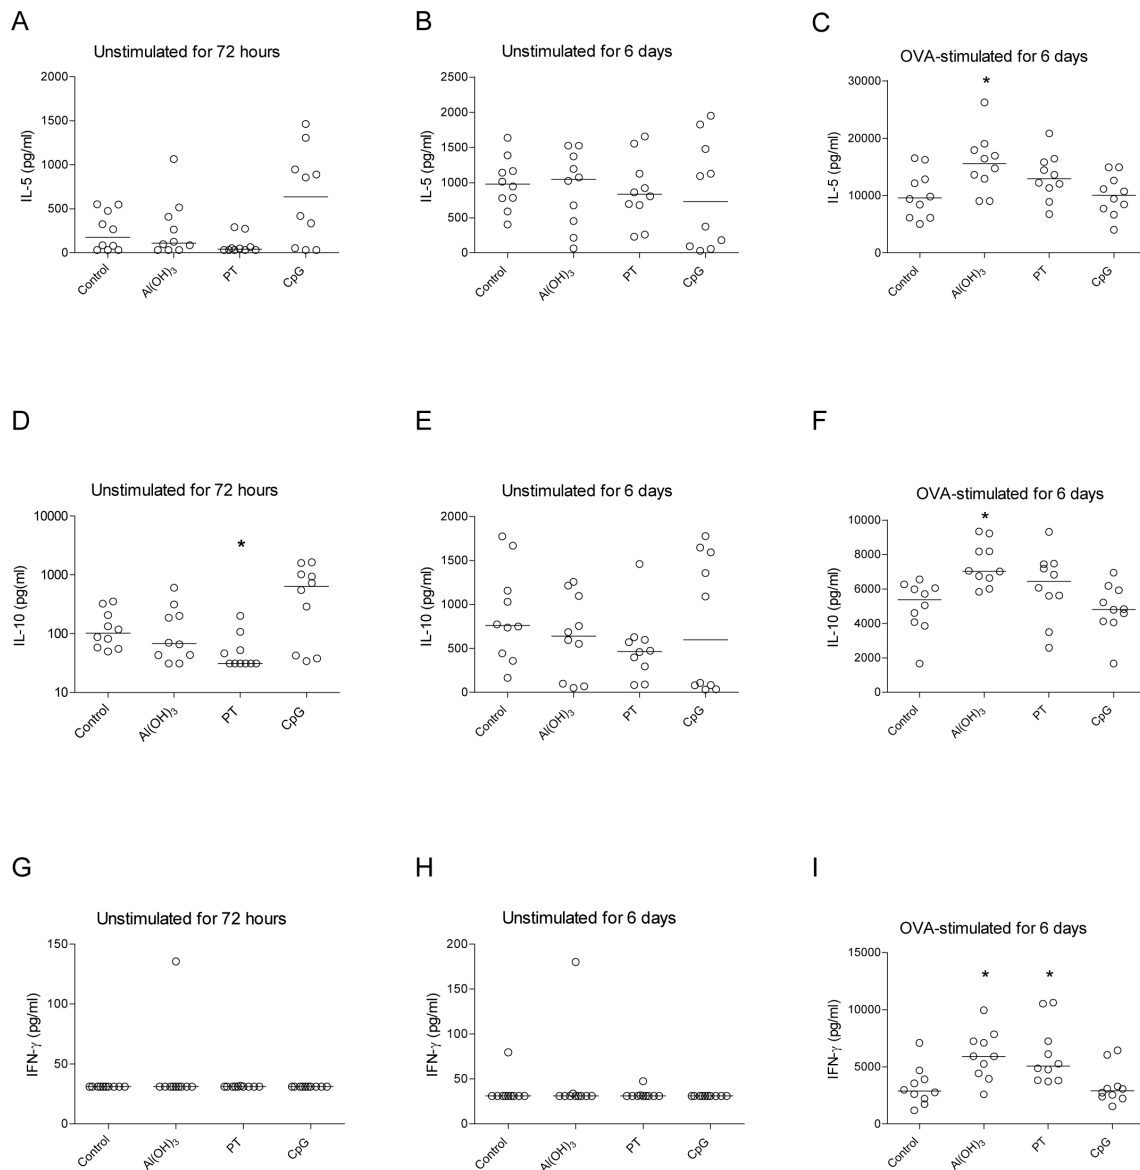 A
Unstimulated for 72 hours
IL-5 (pg/ml)
2000
1500
1000
500
0
Control
Al(OH)3
PT
CpG
B
Unstimulated for 6 days
IL-5 (pg/ml)
2500
2000
1500
1000
500
0
Control
Al(OH)3
PT
CpG
C
OVA-stimulated for 6 days
IL-5 (pg/ml)
30000
20000
10000
0
*
Control
Al(OH)3
PT
CpG
D
Unstimulated for 72 hours
IL-10 (pg(ml)
10000
1000
100
10
*
Control
Al(OH)3
PT
CpG
E
Unstimulated for 6 days
IL-10 (pg/ml)
2000
1500
1000
500
0
Control
Al(OH)3
PT
CpG
F
OVA-stimulated for 6 days
IL-10 (pg/ml)
10000
8000
6000
4000
2000
0
*
Control
Al(OH)3
PT
CpG
G
Unstimulated for 72 hours
IFN-γ (pg/ml)
150
100
50
0
Control
Al(OH)3
PT
CpG
H
Unstimulated for 6 days
IFN-γ (pg/ml)
200
150
100
50
0
Control
Al(OH)3
PT
CpG
I
OVA-stimulated for 6 days
IFN-γ (pg/ml)
15000
10000
5000
0
* *
Control
Al(OH)3
PT
CpG